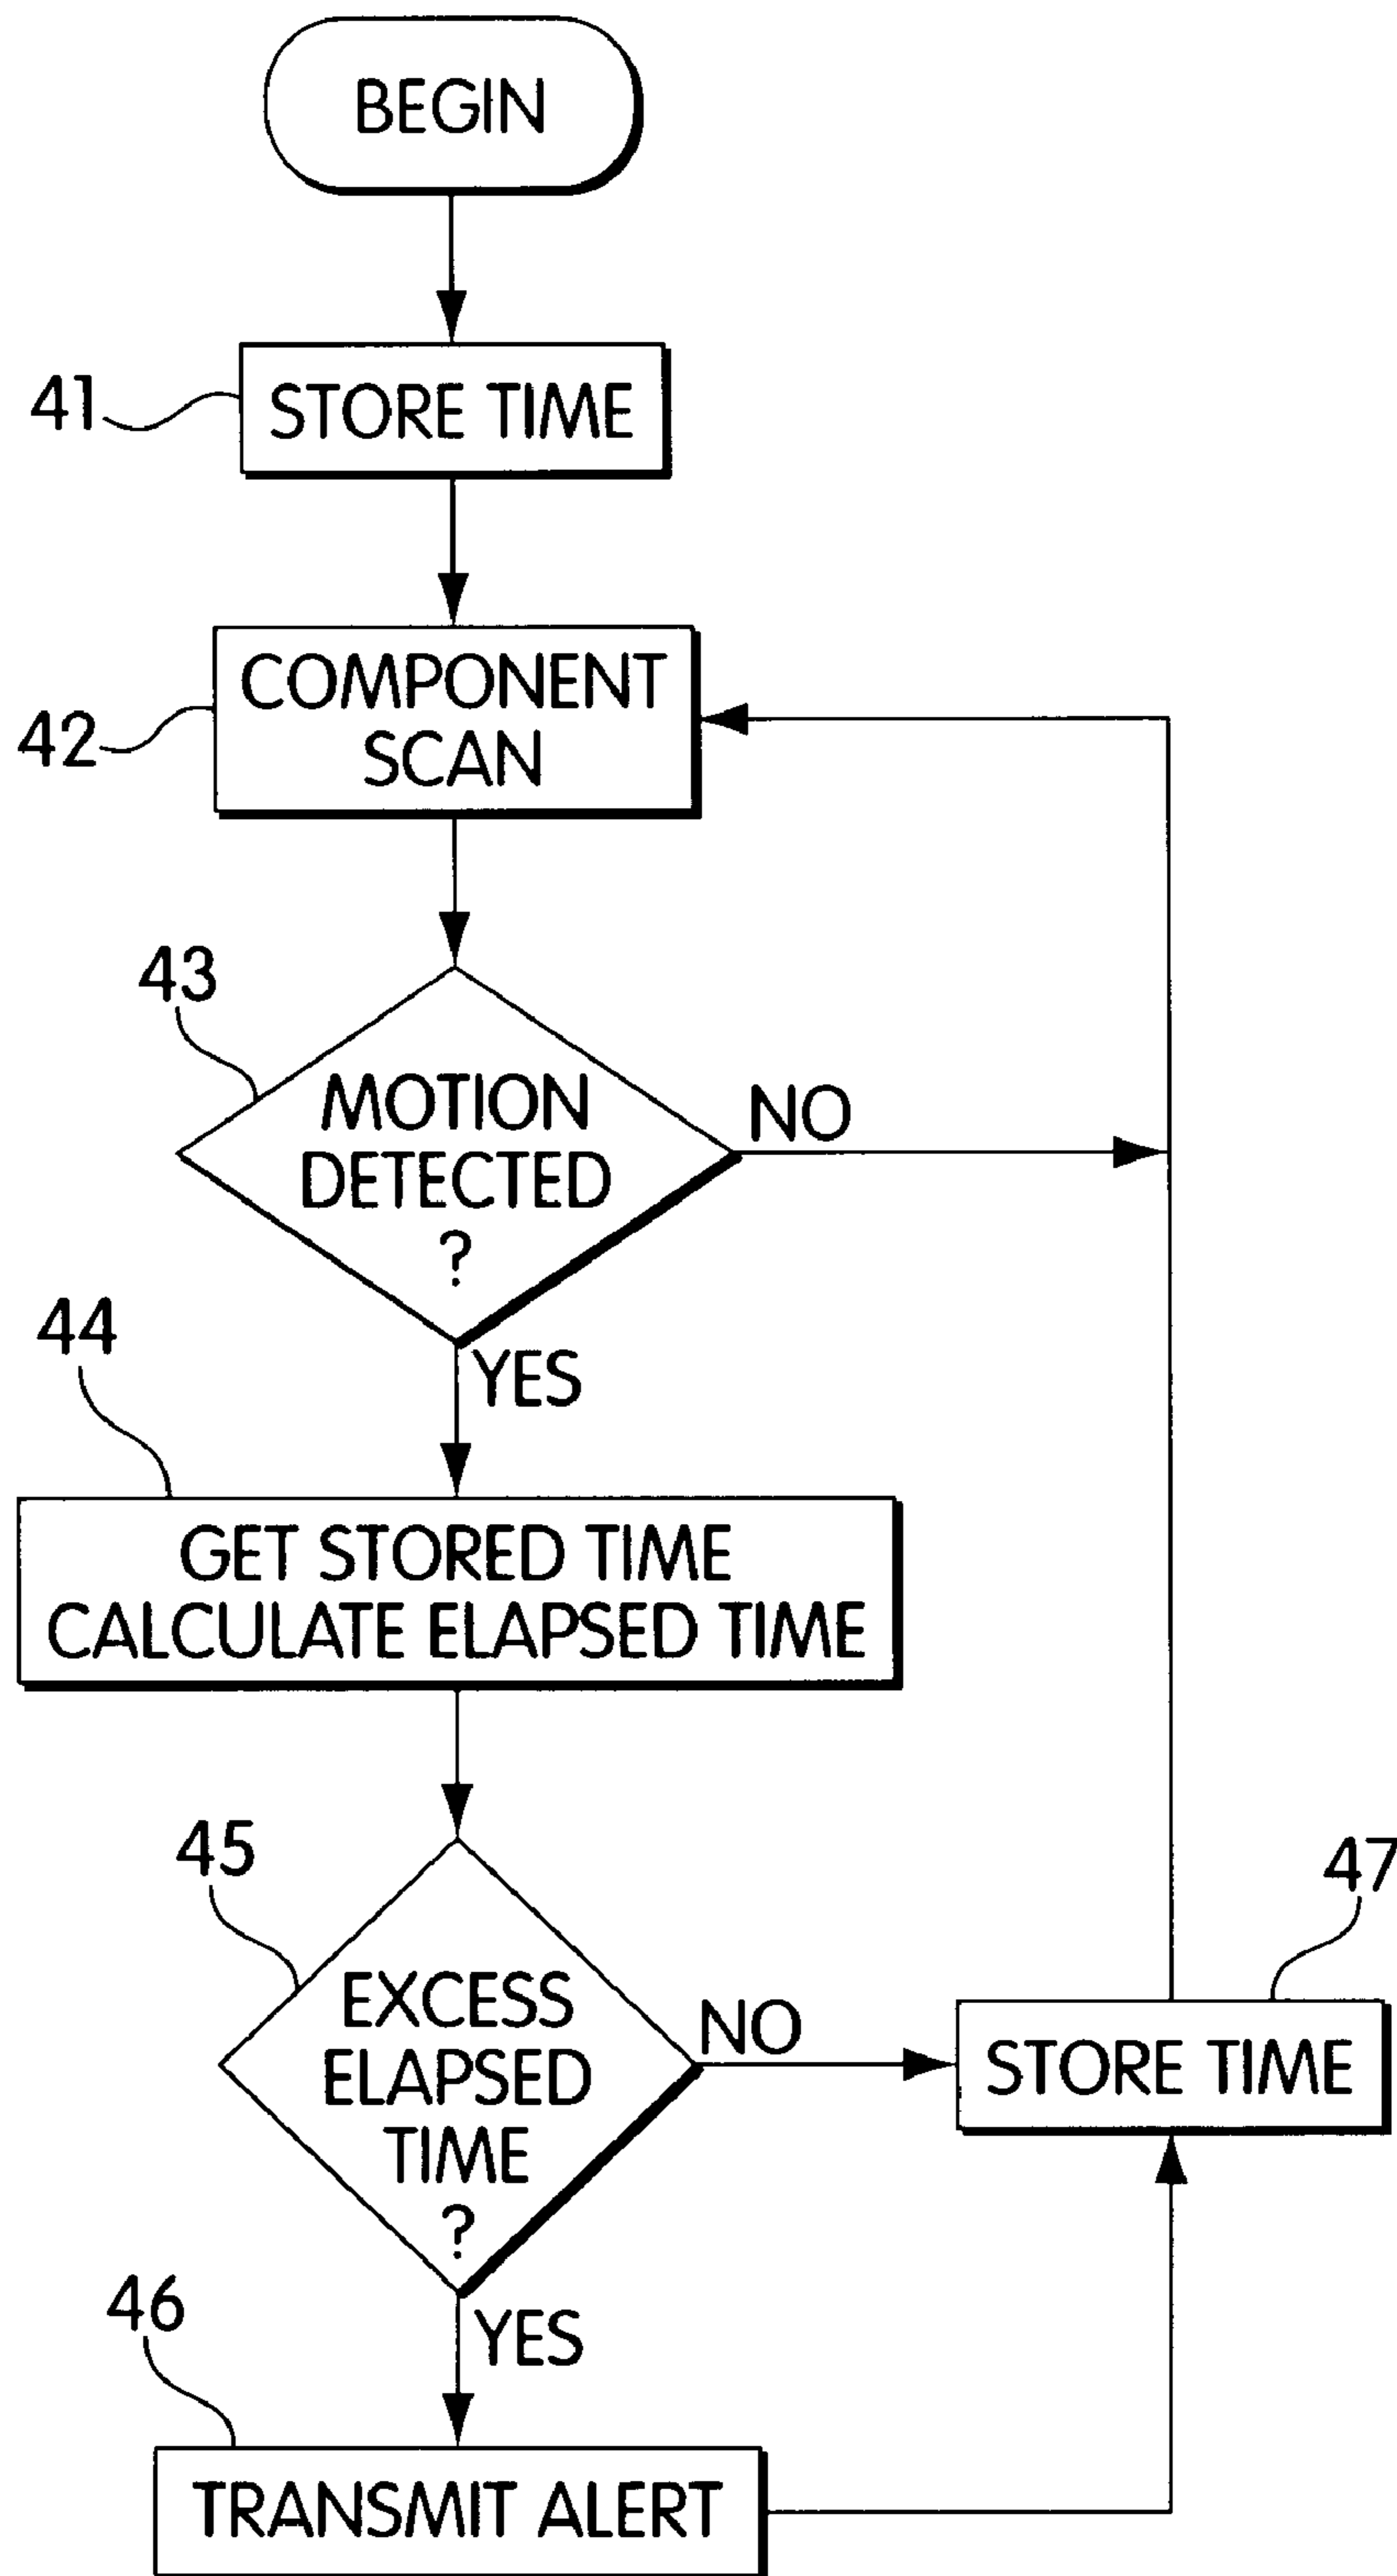 BEGIN
41
STORE TIME
42
COMPONENT
SCAN
43
MOTION
DETECTED
?
NO
YES
44
GET STORED TIME
CALCULATE ELAPSED TIME
45
EXCESS
ELAPSED
TIME
?
NO
47
STORE TIME
YES
46
TRANSMIT ALERT